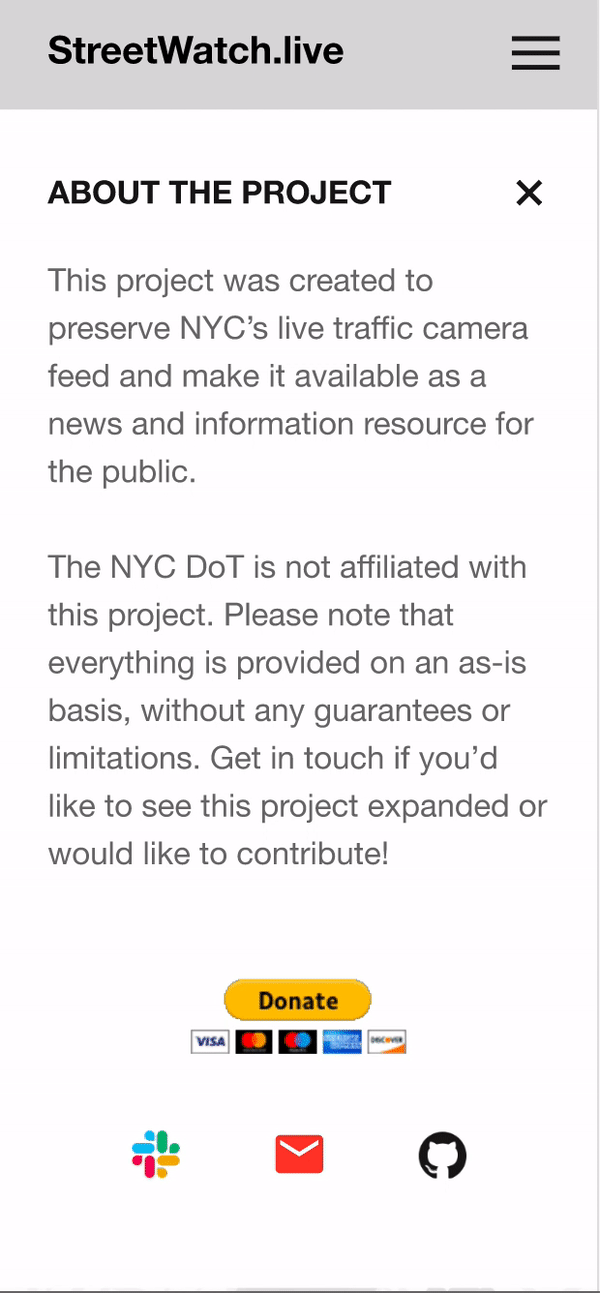 StreetWatch.live
ABOUT THE PROJECT
This project was created to
preserve NYC’s live traffic camera
feed and make it available as a
news and information resource for
the public.
The NYC DoT is not affiliated with
this project. Please note that
everything is provided on an as-is
basis, without any guarantees or
limitations. Get in touch if you’d
like to see this project expanded or
would like to contribute!
Donate
VISA DISCOVER